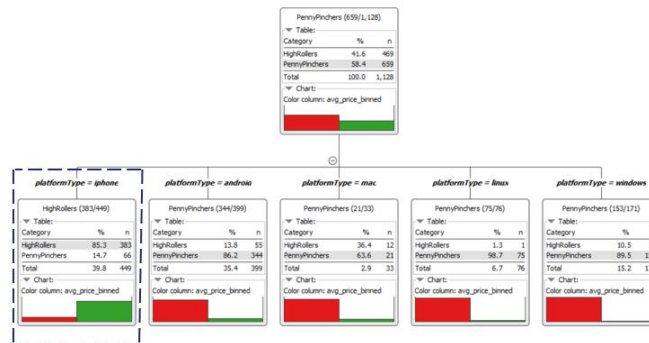 PennyPinchers (659/1,128)
Table:
Category % n
HighRollers 41.6 469
PennyPinchers 58.4 659
Total 100.0 1,128
Chart:
Color column: avg_price_binned
platformType = iphone
HighRollers (383/449)
Table:
Category % n
HighRollers 85.3 383
PennyPinchers 14.7 66
Total 39.8 449
Chart:
Color column: avg_price_binned
platformType = android
PennyPinchers (344/399)
Table:
Category % n
HighRollers 13.8 55
PennyPinchers 86.2 344
Total 35.4 399
Chart:
Color column: avg_price_binned
platformType = mac
PennyPinchers (21/33)
Table:
Category % n
HighRollers 36.4 12
PennyPinchers 63.6 21
Total 2.9 33
Chart:
Color column: avg_price_binned
platformType = linux
PennyPinchers (75/76)
Table:
Category % n
HighRollers 1.3 1
PennyPinchers 98.7 75
Total 6.7 76
Chart:
Color column: avg_price_binned
platformType = windows
PennyPinchers (153/171)
Table:
Category %
HighRollers 10.5
PennyPinchers 89.5
Total 15.2
Chart:
Color column: avg_price_binned